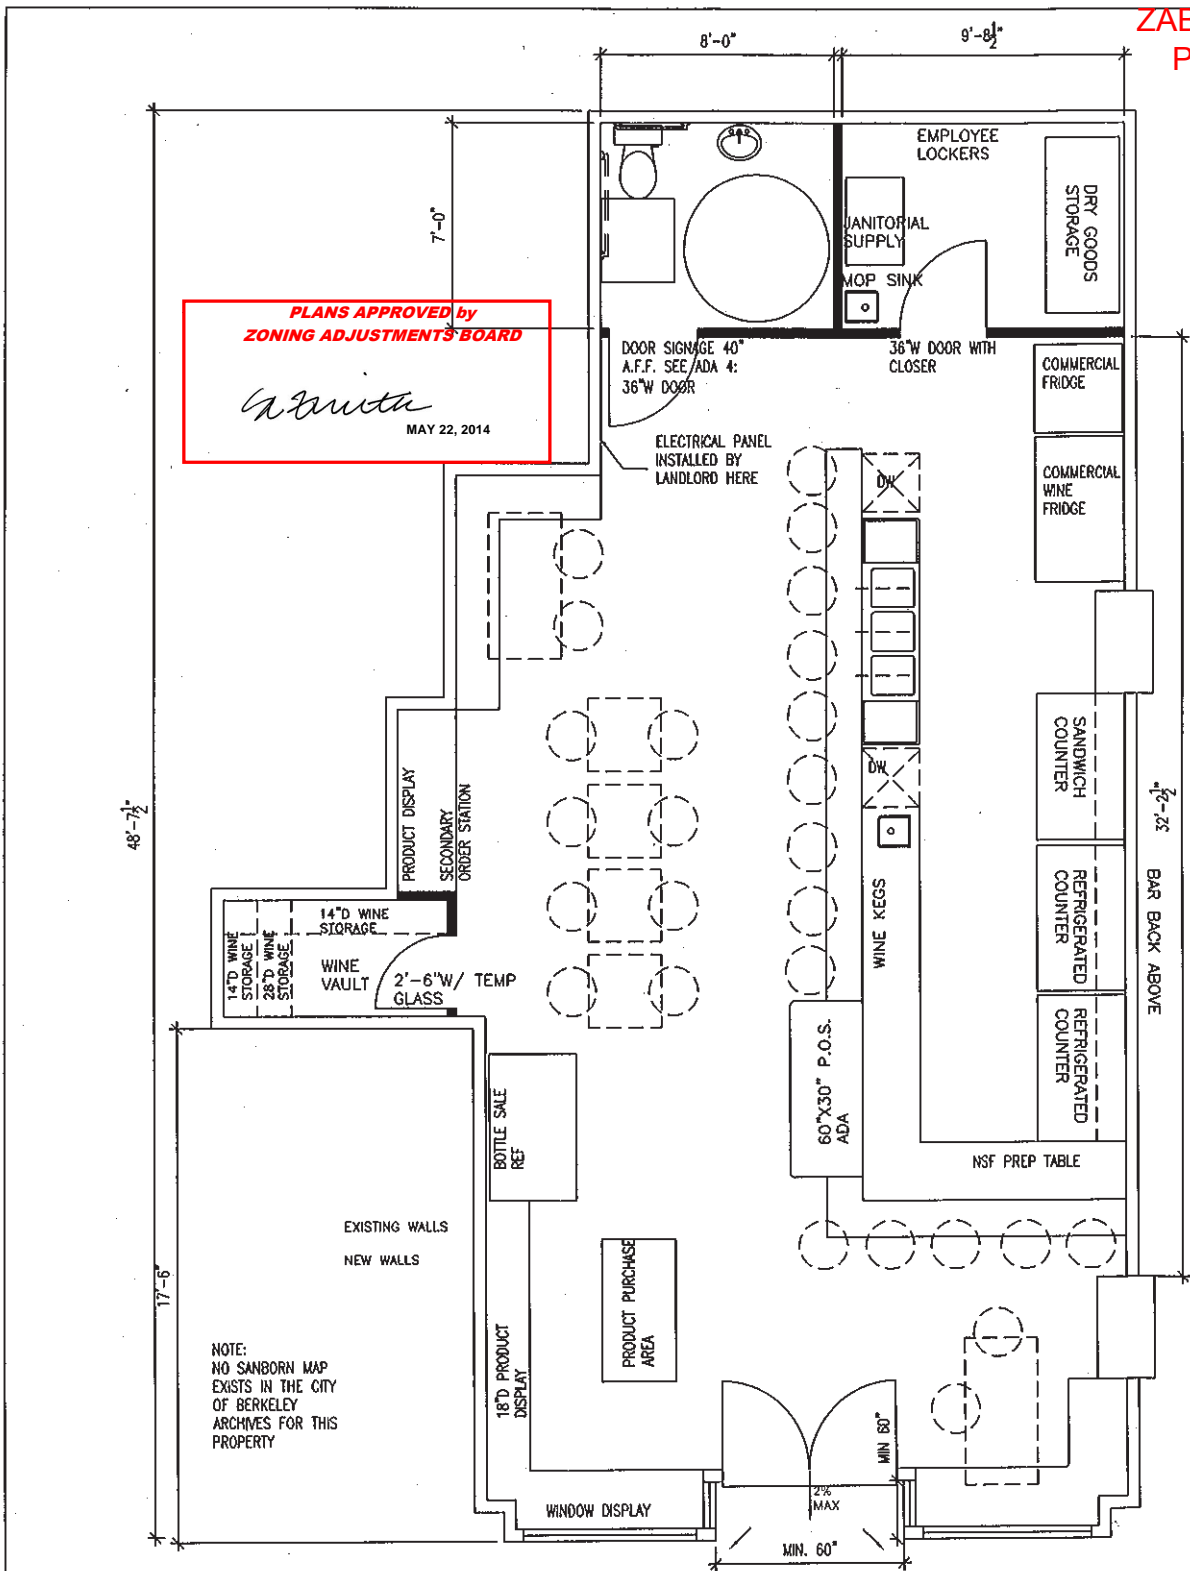 ZAB
P
8'-0"
9'-8½"
EMPLOYEE
LOCKERS
DRY GOODS
STORAGE
JANITORIAL
SUPPLY
MOP SINK
7'-0"
PLANS APPROVED by
ZONING ADJUSTMENTS BOARD
MAY 22, 2014
DOOR SIGNAGE 40"
A.F.F. SEE ADA 4:
36"W DOOR
36"W DOOR WITH
CLOSER
COMMERCIAL
FRIDGE
ELECTRICAL PANEL
INSTALLED BY
LANDLORD HERE
COMMERCIAL
WINE
FRIDGE
DW
SANDWICH
COUNTER
DW
48'-7½"
32'-2½"
PRODUCT DISPLAY
SECONDARY
ORDER STATION
WINE KEGS
REFRIGERATED
COUNTER
BAR BACK ABOVE
14"D WINE
STORAGE
14"D WINE
STORAGE
28"D WINE
STORAGE
WINE
VAULT
2'-6"W/ TEMP
GLASS
REFRIGERATED
COUNTER
60"X30" P.O.S.
ADA
BOTTLE SALE
REF
NSF PREP TABLE
EXISTING WALLS
NEW WALLS
17'-6"
PRODUCT PURCHASE
AREA
NOTE:
NO SANBORN MAP
EXISTS IN THE CITY
OF BERKELEY
ARCHIVES FOR THIS
PROPERTY
18"D PRODUCT
DISPLAY
MIN 60"
2%
MAX
WINDOW DISPLAY
MIN. 60"